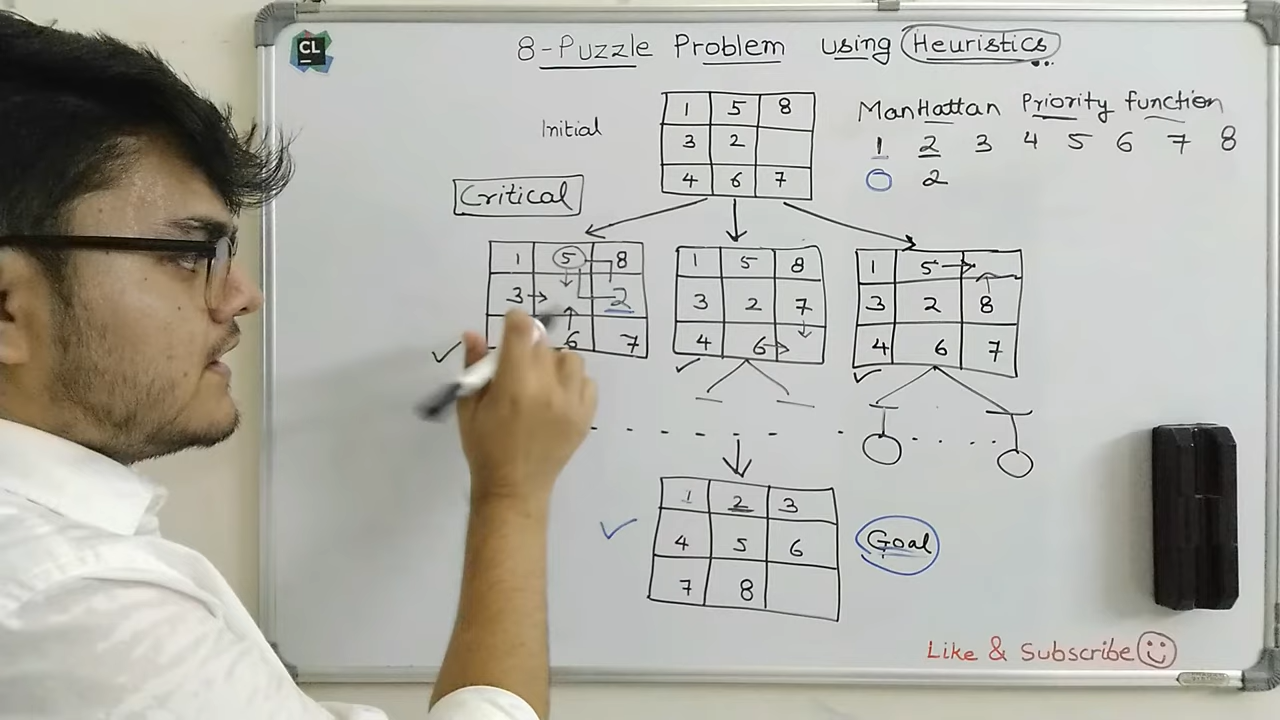 CL
8-Puzzle Problem using Heuristics...
Manhattan Priority function
1 2 3 4 5 6 7 8
0 2
Initial
1 5 8
3 2
4 6 7
Critical
1 5 8
3 2
6 7
1 5 8
3 2 7
4 6
1 5
3 2 8
4 6 7
1 2 3
4 5 6
7 8
Goal
Like & Subscribe